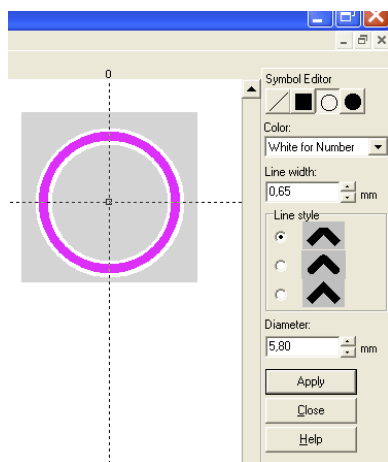 0
Symbol Editor
Color:
White for Number
Line width:
0,65 mm
Line style
Diameter:
5,80 mm
Apply
Close
Help